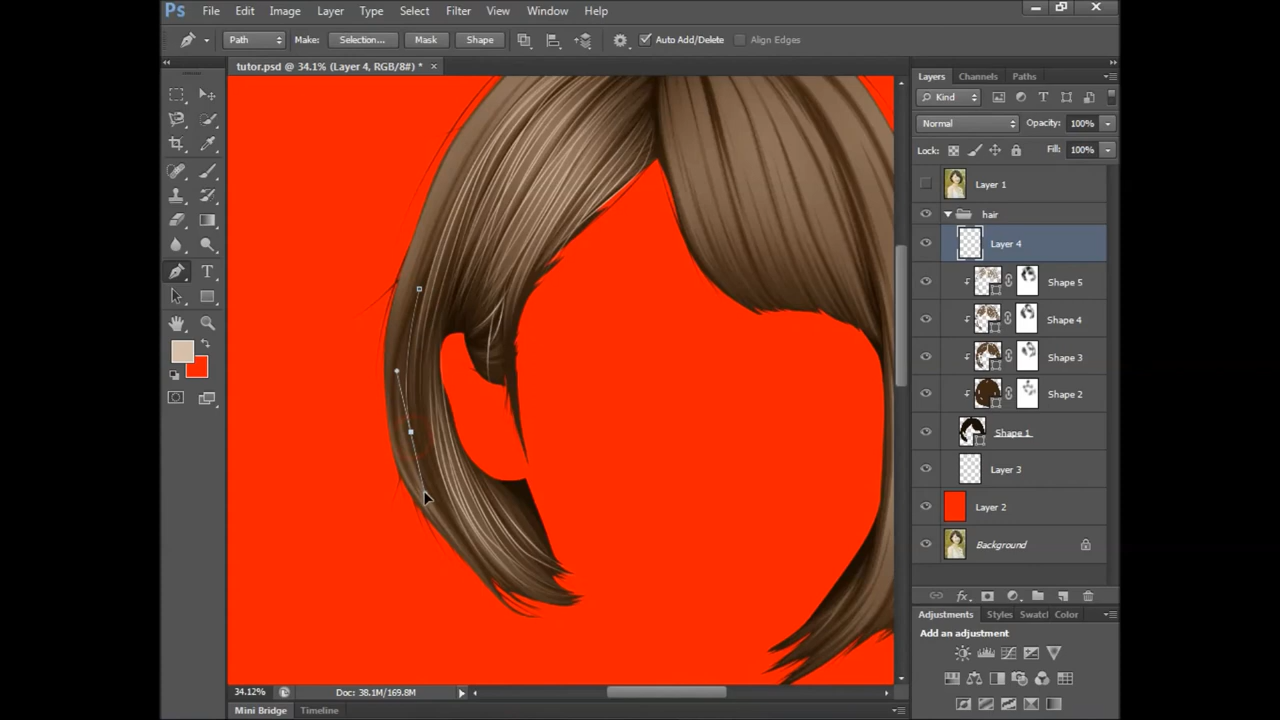 Ps File Edit Image Layer Type Select Filter View Window Help
Path Make: Selection... Mask Shape Auto Add/Delete Align Edges
tutor.psd @ 34.1% (Layer 4, RGB/8#) * ×
Layers Channels Paths
Kind T
Normal Opacity: 100%
Lock: Fill: 100%
Layer 1
hair
Layer 4
Shape 5
Shape 4
Shape 3
Shape 2
Shape 1
Layer 3
Layer 2
Background
fx
Adjustments Styles Swatcl Color
Add an adjustment
34.12% Doc: 38.1M/169.8M
Mini Bridge Timeline